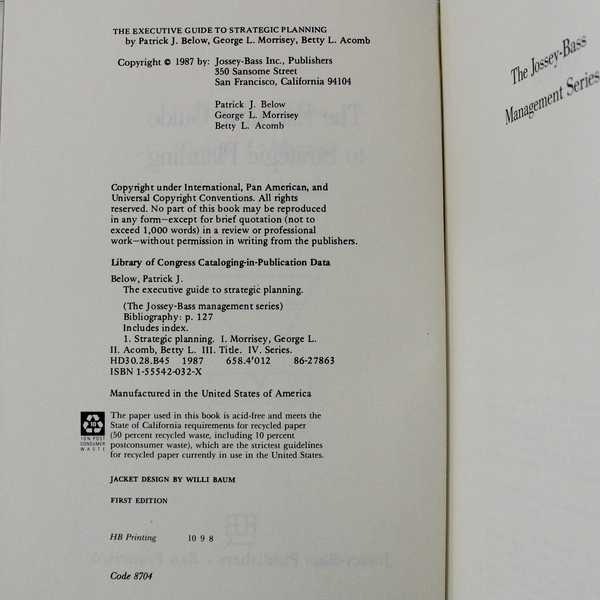 THE EXECUTIVE GUIDE TO STRATEGIC PLANNING
by Patrick J. Below, George L. Morrisey, Betty L. Acomb
Copyright © 1987 by: Jossey-Bass Inc., Publishers
350 Sansome Street
San Francisco, California 94104
Patrick J. Below
George L. Morrisey
Betty L. Acomb
Copyright under International, Pan American, and
Universal Copyright Conventions. All rights
reserved. No part of this book may be reproduced
in any form—except for brief quotation (not to
exceed 1,000 words) in a review or professional
work—without permission in writing from the publishers.
Library of Congress Cataloging-in-Publication Data
Below, Patrick J.
The executive guide to strategic planning.
(The Jossey-Bass management series)
Bibliography: p. 127
Includes index.
1. Strategic planning. I. Morrisey, George L.
II. Acomb, Betty L. III. Title. IV. Series.
HD30.28.B45 1987 658.4'012 86-27863
ISBN 1-55542-032-X
Manufactured in the United States of America
10
10% POST
CONSUMER
WASTE
The paper used in this book is acid-free and meets the
State of California requirements for recycled paper
(50 percent recycled waste, including 10 percent
postconsumer waste), which are the strictest guidelines
for recycled paper currently in use in the United States.
JACKET DESIGN BY WILLI BAUM
FIRST EDITION
HB Printing 10 9 8
Code 8704
The Jossey-Bass
Management Series